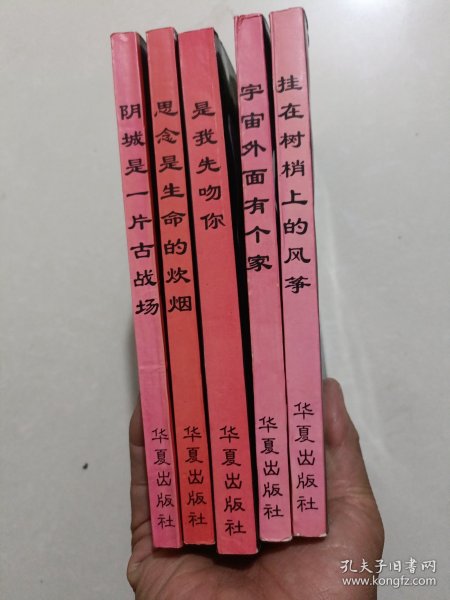 阴城是一片古战场
华夏出版社
思念是生命的炊烟
华夏出版社
是我先吻你
华夏出版社
宇宙外面有个家
华夏出版社
挂在树梢上的风筝
华夏出版社
孔夫子旧书网
www.kongfz.com